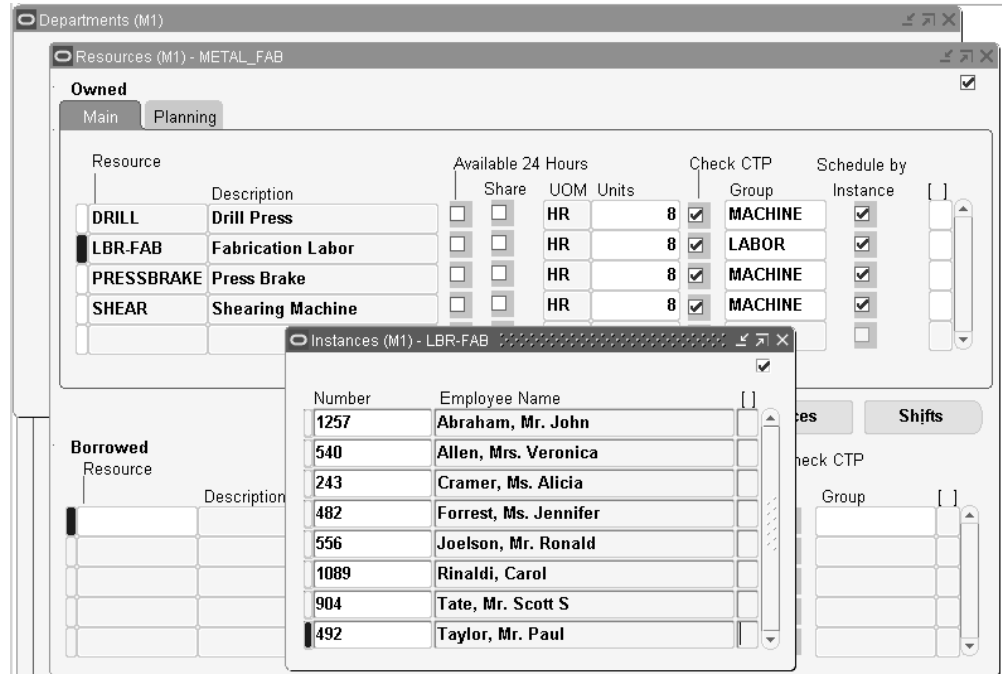 Departments (M1)
Resources (M1) - METAL_FAB
Owned
Main Planning
Resource Available 24 Hours Check CTP Schedule by
Description Share UOM Units Group Instance [ ]
DRILL Drill Press HR 8 MACHINE
LBR-FAB Fabrication Labor HR 8 LABOR
PRESSBRAKE Press Brake HR 8 MACHINE
SHEAR Shearing Machine HR 8 MACHINE
Instances (M1) - LBR-FAB
Number Employee Name [ ]
1257 Abraham, Mr. John
540 Allen, Mrs. Veronica
243 Cramer, Ms. Alicia
482 Forrest, Ms. Jennifer
556 Joelson, Mr. Ronald
1089 Rinaldi, Carol
904 Tate, Mr. Scott S
492 Taylor, Mr. Paul
Shifts
Borrowed
Resource CTP
Description Group [ ]